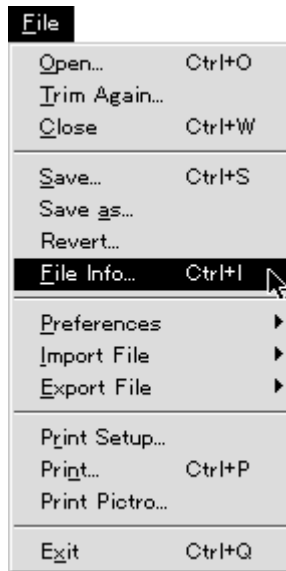 File
Open... Ctrl+O
Trim Again...
Close Ctrl+W
Save... Ctrl+S
Save as...
Revert...
File Info... Ctrl+I
Preferences
Import File
Export File
Print Setup...
Print... Ctrl+P
Print Pictro...
Exit Ctrl+Q